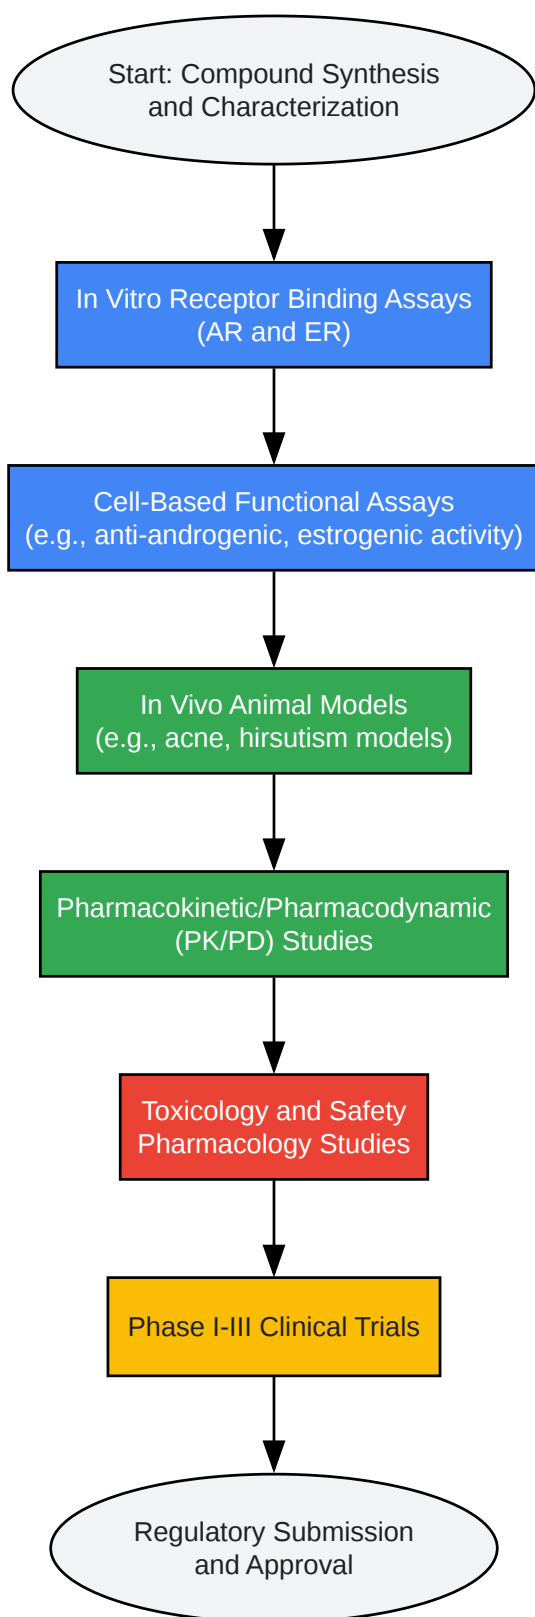 Start: Compound Synthesis
and Characterization
In Vitro Receptor Binding Assays
(AR and ER)
Cell-Based Functional Assays
(e.g., anti-androgenic, estrogenic activity)
In Vivo Animal Models
(e.g., acne, hirsutism models)
Pharmacokinetic/Pharmacodynamic
(PK/PD) Studies
Toxicology and Safety
Pharmacology Studies
Phase I-III Clinical Trials
Regulatory Submission
and Approval